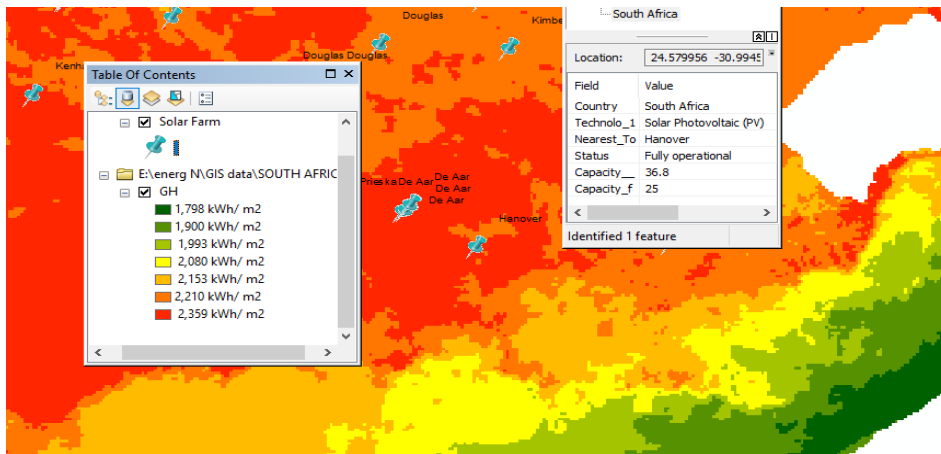 Douglas
Kimbe
Douglas Douglas
Kenh
Table Of Contents
Solar Farm
E:\energ N\GIS data\SOUTH AFRIC
GH
1,798 kWh/ m2
1,900 kWh/ m2
1,993 kWh/ m2
2,080 kWh/ m2
2,153 kWh/ m2
2,210 kWh/ m2
2,359 kWh/ m2
Prieska De Aar De Aar
De Aar
De Aar
Hanover
South Africa
Location: 24.579956 -30.9945
Field Value
Country South Africa
Technolo_1 Solar Photovoltaic (PV)
Nearest_To Hanover
Status Fully operational
Capacity__ 36.8
Capacity_f 25
Identified 1 feature